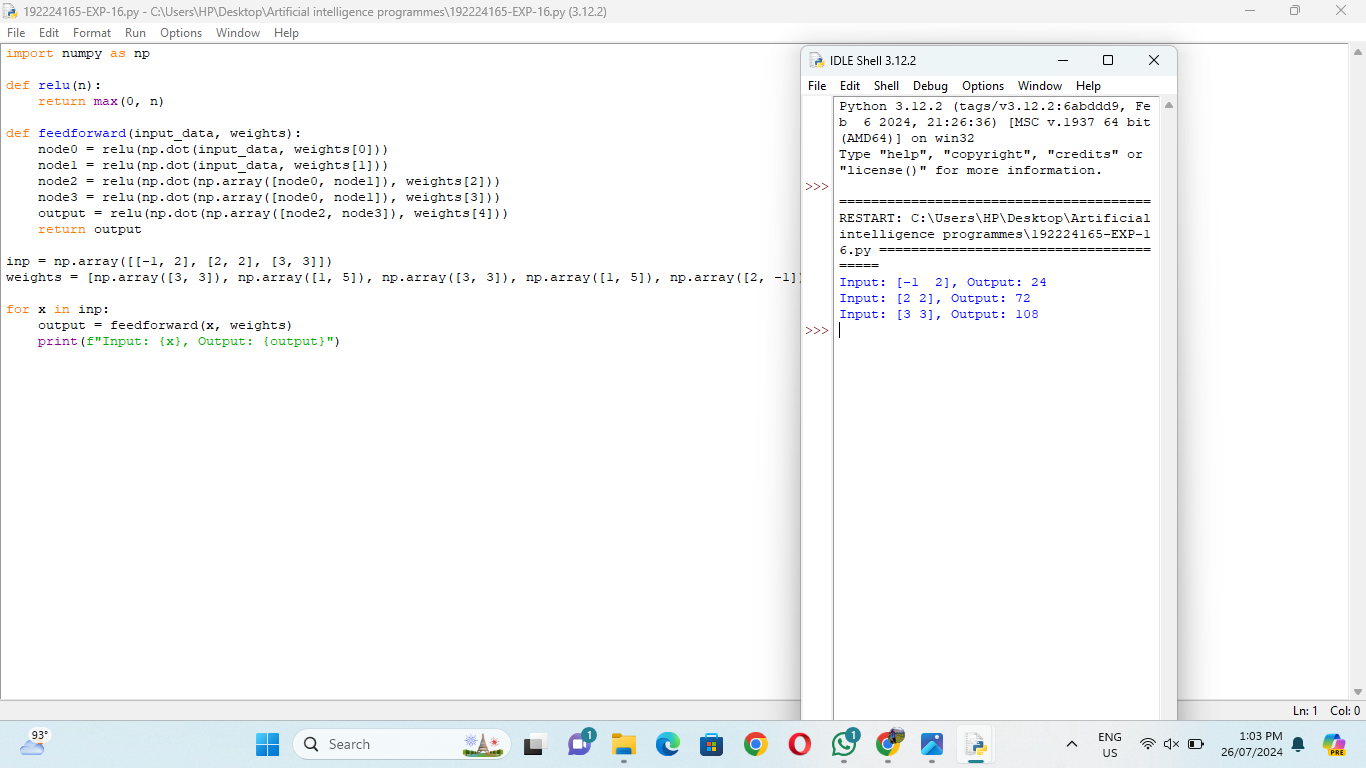 192224165-EXP-16.py - C:\Users\HP\Desktop\Artificial intelligence programmes\192224165-EXP-16.py (3.12.2)
File Edit Format Run Options Window Help
import numpy as np
def relu(n):
    return max(0, n)
def feedforward(input_data, weights):
    node0 = relu(np.dot(input_data, weights[0]))
    node1 = relu(np.dot(input_data, weights[1]))
    node2 = relu(np.dot(np.array([node0, node1]), weights[2]))
    node3 = relu(np.dot(np.array([node0, node1]), weights[3]))
    output = relu(np.dot(np.array([node2, node3]), weights[4]))
    return output
inp = np.array([[-1, 2], [2, 2], [3, 3]])
weights = [np.array([3, 3]), np.array([1, 5]), np.array([3, 3]), np.array([1, 5]), np.array([2, -1])
for x in inp:
    output = feedforward(x, weights)
    print(f"Input: {x}, Output: {output}")
IDLE Shell 3.12.2
File Edit Shell Debug Options Window Help
Python 3.12.2 (tags/v3.12.2:6abddd9, Fe
b  6 2024, 21:26:36) [MSC v.1937 64 bit
(AMD64)] on win32
Type "help", "copyright", "credits" or
"license()" for more information.
>>>
=======================================
RESTART: C:\Users\HP\Desktop\Artificial
intelligence programmes\192224165-EXP-1
6.py ==================================
=====
Input: [-1  2], Output: 24
Input: [2 2], Output: 72
Input: [3 3], Output: 108
>>>
Ln: 1 Col: 0
93°
Search
1
1
ENG
US
1:03 PM
26/07/2024
PRE